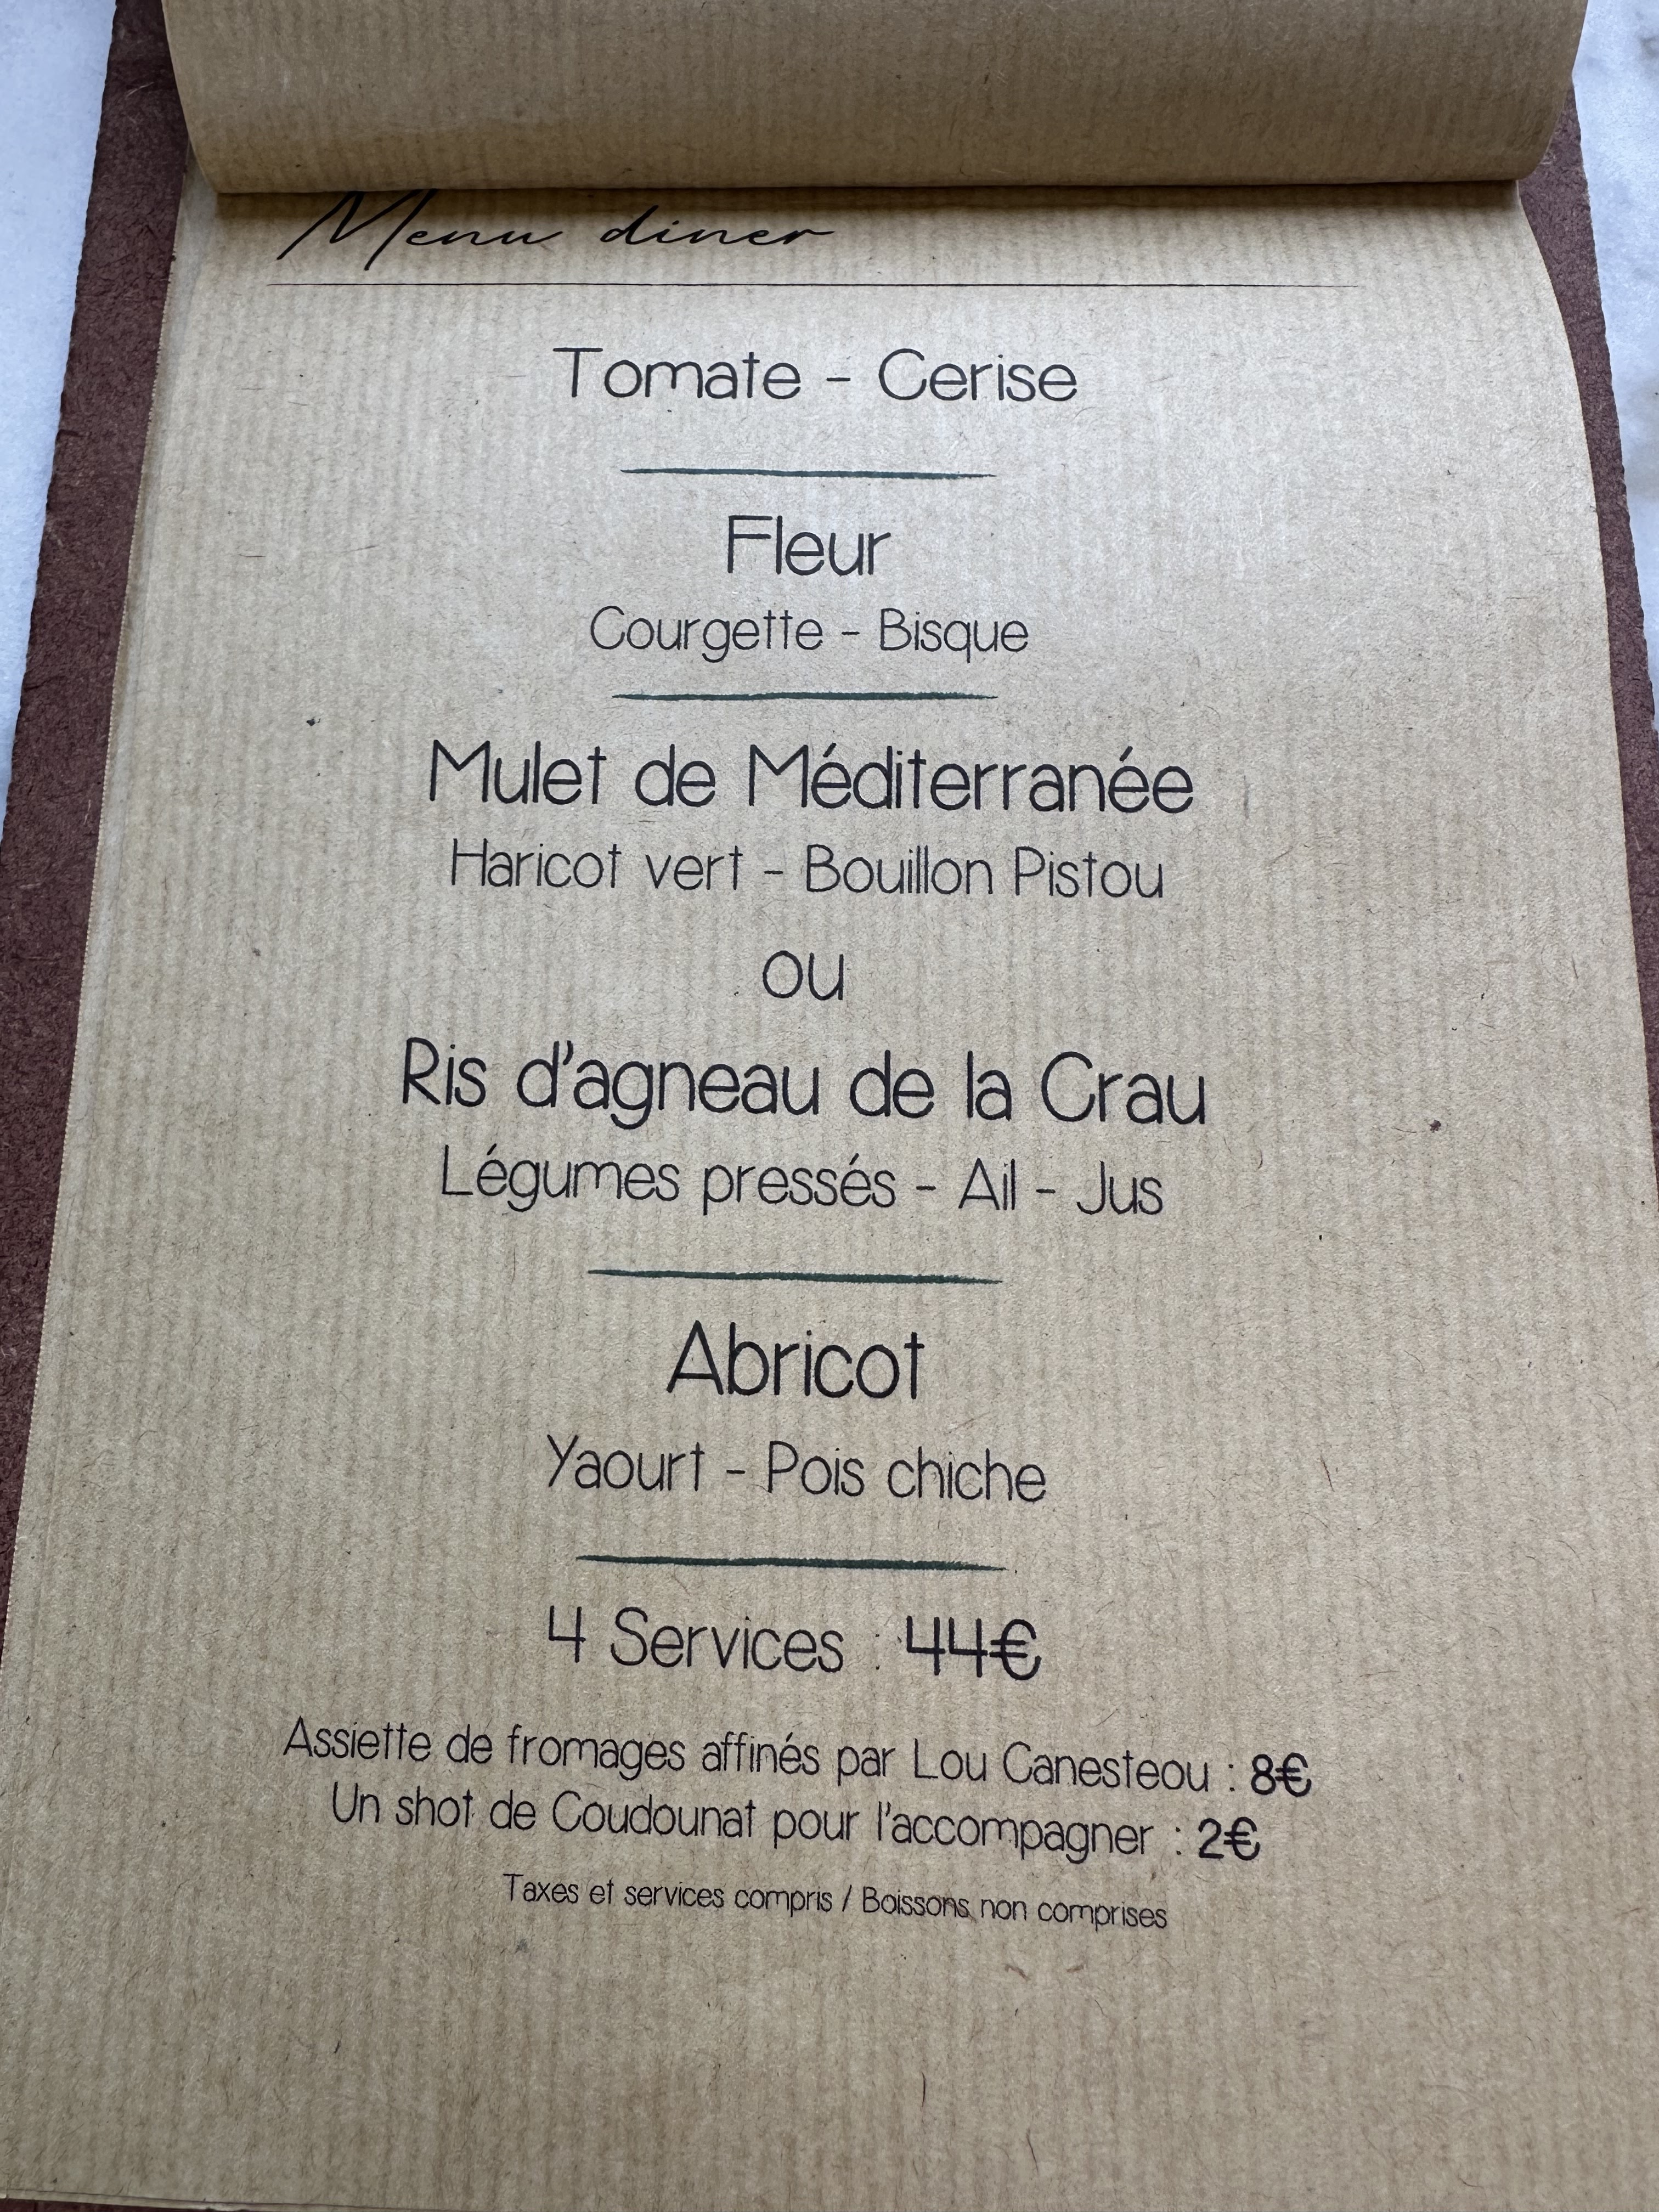 Menu diner
Tomate - Cerise
Fleur
Courgette - Bisque
Mulet de Méditerranée
Haricot vert - Bouillon Pistou
ou
Ris d'agneau de la Crau
Légumes pressés - Ail - Jus
Abricot
Yaourt - Pois chiche
4 Services : 44€
Assiette de fromages affinés par Lou Canesteou : 8€
Un shot de Coudounat pour l'accompagner : 2€
Taxes et services compris / Boissons non comprises